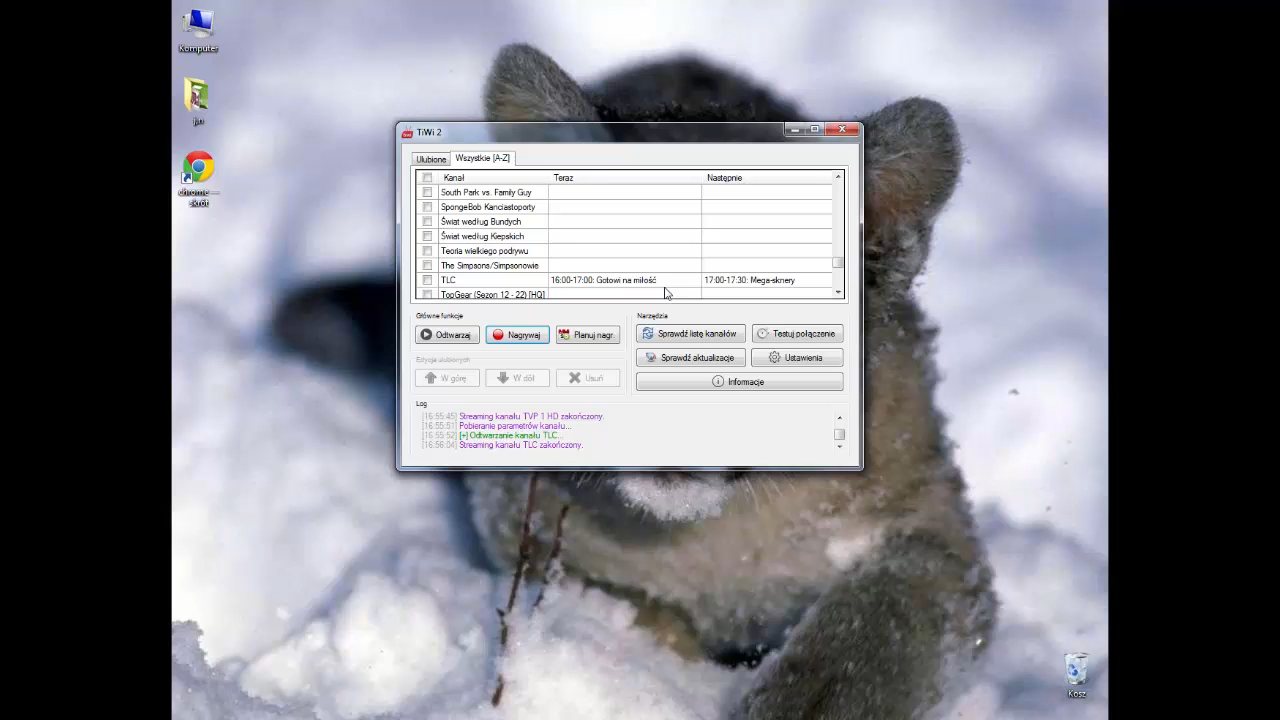 Komputer
jin
chrome —
skrót
TiWi 2
Ulubione
Wszystkie [A-Z]
Kanał Teraz Następnie
South Park vs. Family Guy
SpongeBob Kanciastoporty
Świat według Bundych
Świat według Kiepskich
Teoria wielkiego podrywu
The Simpsons/Simpsonowie
TLC 16:00-17:00: Gotowi na miłość 17:00-17:30: Mega-sknery
TopGear (Sezon 12 - 22) [HQ]
Główne funkcje
Odtwarzaj Nagrywaj Planuj nagr.
Edycja ulubionych
W górę W dół Usuń
Narzędzia
Sprawdź listę kanałów Testuj połączenie
Sprawdź aktualizacje Ustawienia
Informacje
Log
[16:55:45] Streaming kanału TVP 1 HD zakończony.
[16:55:51] Pobieranie parametrów kanału...
[16:55:52] [+] Odtwarzanie kanału TLC...
[16:56:04] Streaming kanału TLC zakończony.
Kosz